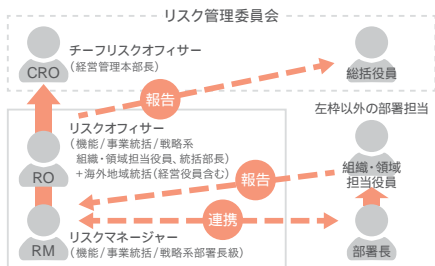 リスク管理委員会
チーフリスクオフィサー
（経営管理本部長）
CRO
総括役員
報告
左枠以外の部署担当
リスクオフィサー
（機能/事業統括/戦略系
組織・領域担当役員、統括部長）
+海外地域統括（経営役員含む）
RO
報告
組織・領域
担当役員
連携
リスクマネージャー
（機能/事業統括/戦略系部署長級）
RM
部署長